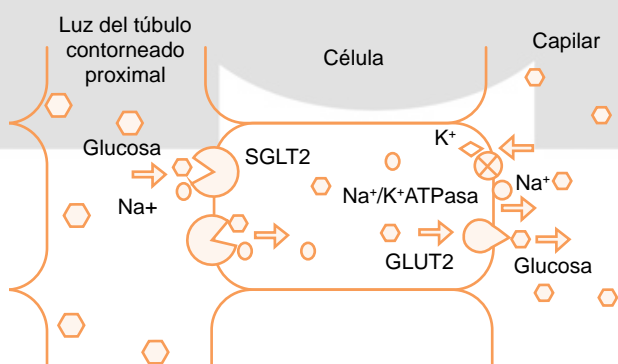 Luz del túbulo
contorneado
proximal
Célula
Capilar
Glucosa
SGLT2
K⁺
Na+
Na⁺/K⁺ATPasa
Na⁺
GLUT2
Glucosa